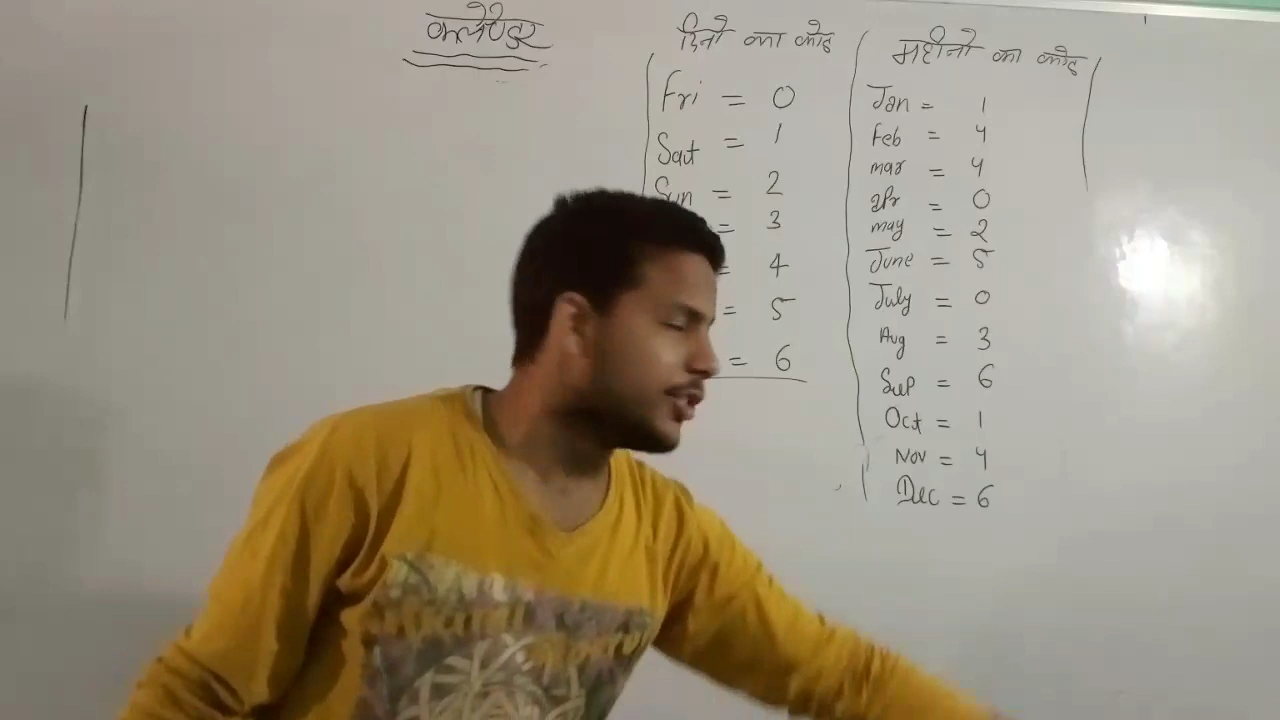 कलेण्डर
दिनो का कोड
Fri = 0
Sat = 1
Sun = 2
= 3
= 4
= 5
= 6
महीनो का कोड
Jan = 1
Feb = 4
mar = 4
apr = 0
may = 2
June = 5
July = 0
Aug = 3
Sep = 6
Oct = 1
Nov = 4
Dec = 6